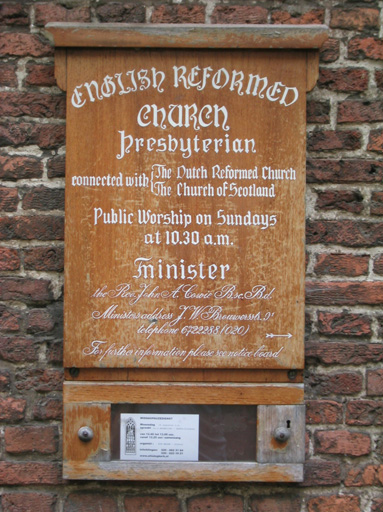 ENGLISH REFORMED
CHURCH
Presbyterian
connected with { The Dutch Reformed Church
The Church of Scotland
Public Worship on Sundays
at 10.30 a.m.
Minister
the Rev. John A. Cowie B.Sc. B.d.
Ministers address J.W. Brouwersstr. 9'
telephone 6722288 (020)
For further information please see notice board